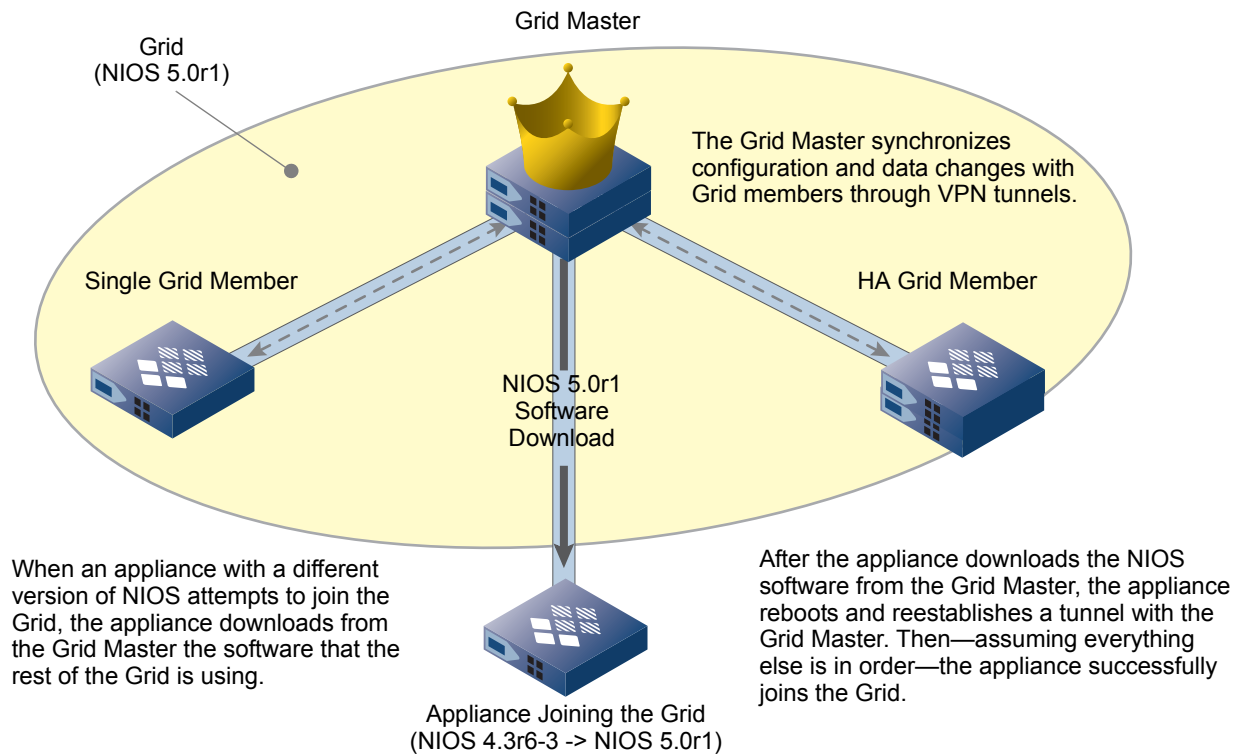 Grid Master
Grid
(NIOS 5.0r1)
The Grid Master synchronizes
configuration and data changes with
Grid members through VPN tunnels.
Single Grid Member
HA Grid Member
NIOS 5.0r1
Software
Download
When an appliance with a different
version of NIOS attempts to join the
Grid, the appliance downloads from
the Grid Master the software that the
rest of the Grid is using.
After the appliance downloads the NIOS
software from the Grid Master, the appliance
reboots and reestablishes a tunnel with the
Grid Master. Then—assuming everything
else is in order—the appliance successfully
joins the Grid.
Appliance Joining the Grid
(NIOS 4.3r6-3 -> NIOS 5.0r1)